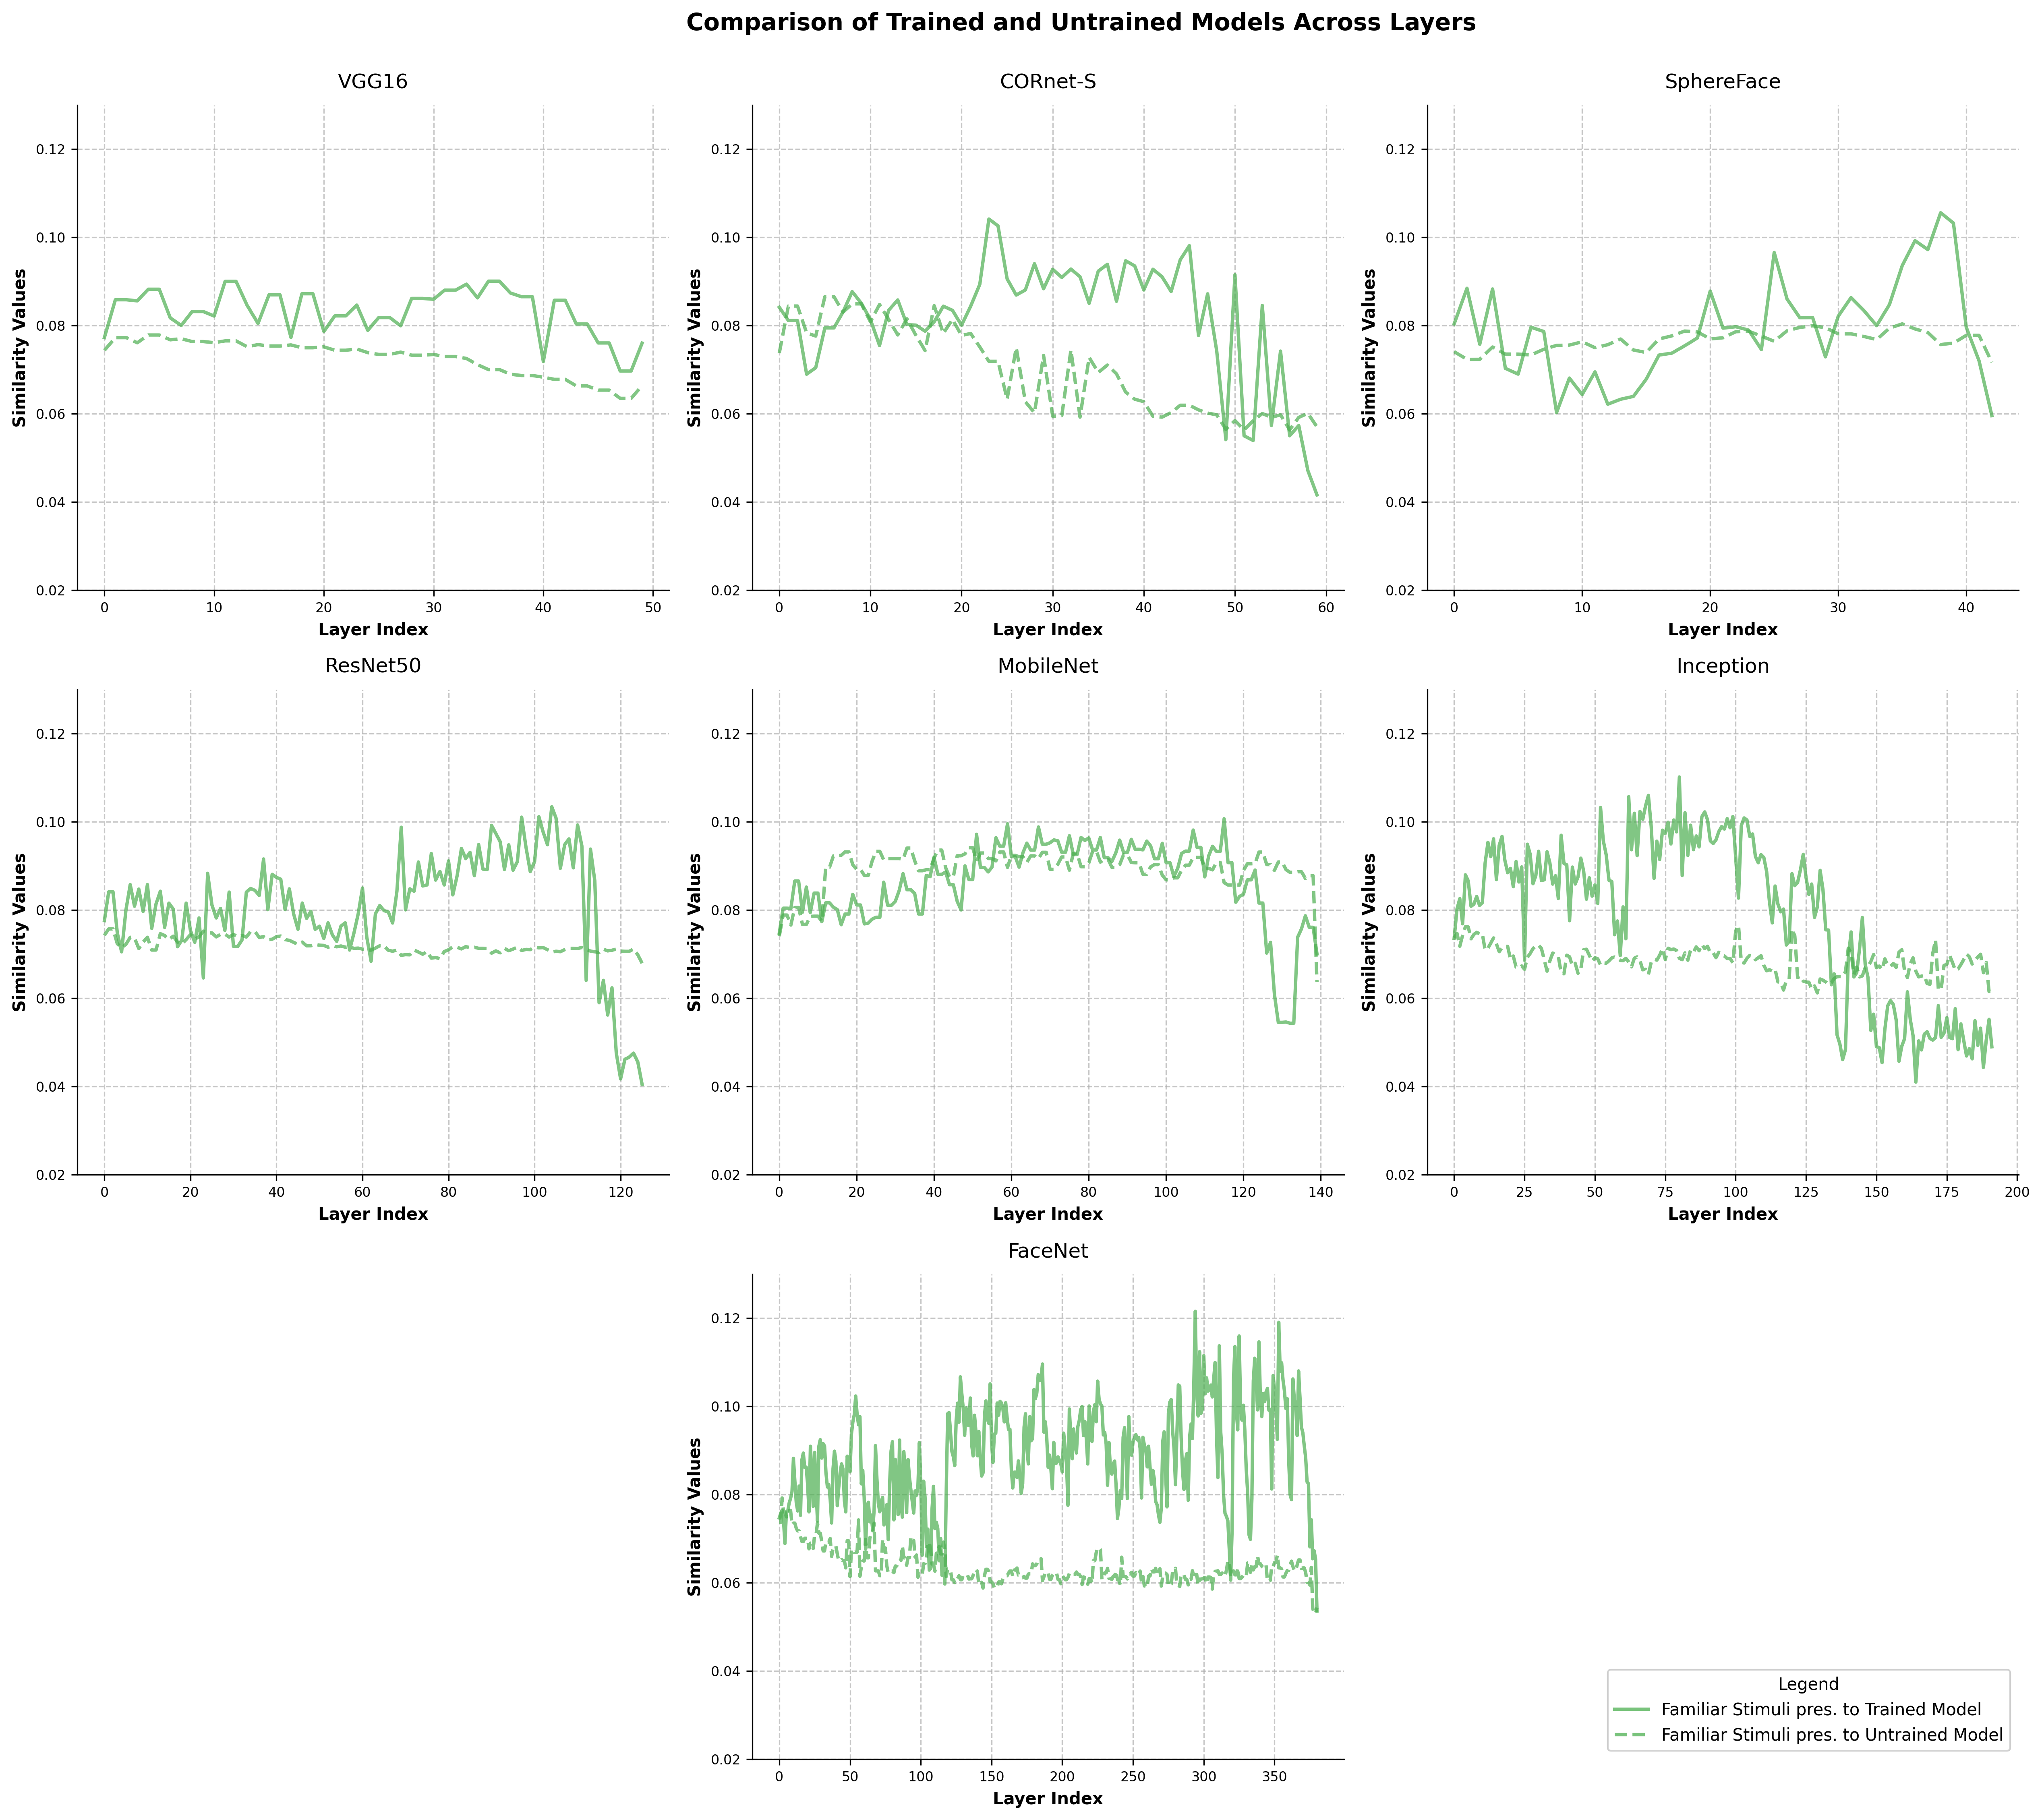 Comparison of Trained and Untrained Models Across Layers
VGG16
CORnet-S
SphereFace
Similarity Values
0.12
0.10
0.08
0.06
0.04
0.02
0 10 20 30 40 50
Layer Index
Similarity Values
0.12
0.10
0.08
0.06
0.04
0.02
0 10 20 30 40 50 60
Layer Index
Similarity Values
0.12
0.10
0.08
0.06
0.04
0.02
0 10 20 30 40
Layer Index
ResNet50
MobileNet
Inception
Similarity Values
0.12
0.10
0.08
0.06
0.04
0.02
0 20 40 60 80 100 120
Layer Index
Similarity Values
0.12
0.10
0.08
0.06
0.04
0.02
0 20 40 60 80 100 120 140
Layer Index
Similarity Values
0.12
0.10
0.08
0.06
0.04
0.02
0 25 50 75 100 125 150 175 200
Layer Index
FaceNet
Similarity Values
0.12
0.10
0.08
0.06
0.04
0.02
0 50 100 150 200 250 300 350
Layer Index
Legend
Familiar Stimuli pres. to Trained Model
Familiar Stimuli pres. to Untrained Model